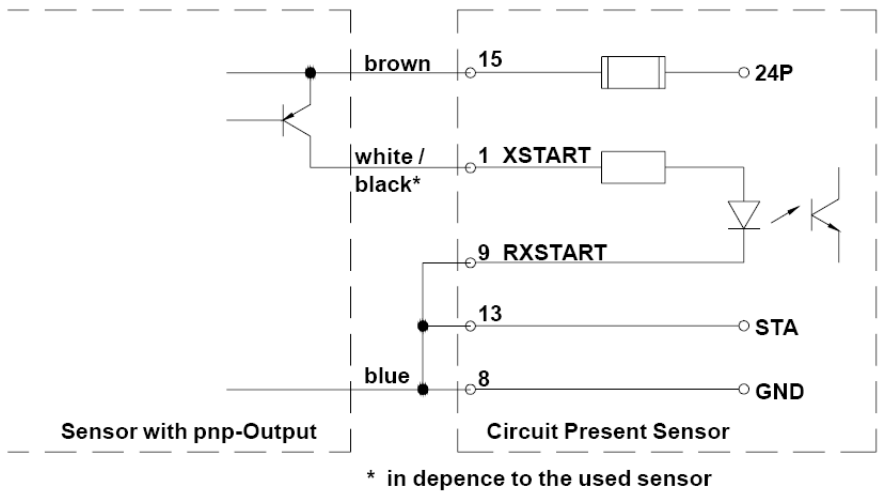 brown
15
24P
white /
black*
1 XSTART
9 RXSTART
13
STA
blue
8
GND
Sensor with pnp-Output
Circuit Present Sensor
* in depence to the used sensor